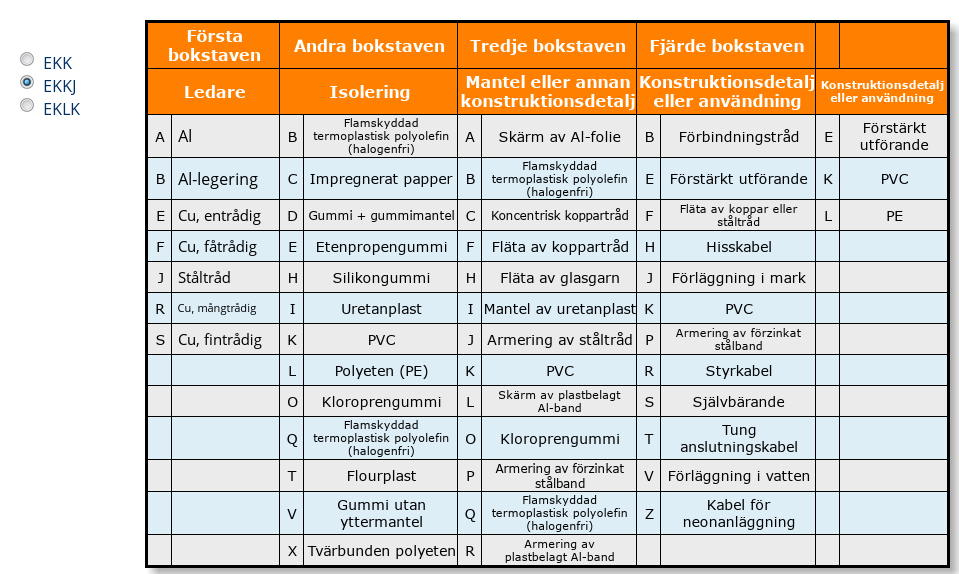 EKK
EKKJ
EKLK
Första bokstaven
Andra bokstaven
Tredje bokstaven
Fjärde bokstaven
Ledare
Isolering
Mantel eller annan konstruktionsdetalj
Konstruktionsdetalj eller användning
Konstruktionsdetalj eller användning
A Al B Flamskyddad termoplastisk polyolefin (halogenfri) A Skärm av Al-folie B Förbindningstråd E Förstärkt utförande
B Al-legering C Impregnerat papper B Flamskyddad termoplastisk polyolefin (halogenfri) E Förstärkt utförande K PVC
E Cu, entrådig D Gummi + gummimantel C Koncentrisk koppartråd F Fläta av koppar eller ståltråd L PE
F Cu, fåtrådig E Etenpropengummi F Fläta av koppartråd H Hisskabel
J Ståltråd H Silikongummi H Fläta av glasgarn J Förläggning i mark
R Cu, mångtrådig I Uretanplast I Mantel av uretanplast K PVC
S Cu, fintrådig K PVC J Armering av ståltråd P Armering av förzinkat stålband
L Polyeten (PE) K PVC R Styrkabel
O Kloroprengummi L Skärm av plastbelagt Al-band S Självbärande
Q Flamskyddad termoplastisk polyolefin (halogenfri) O Kloroprengummi T Tung anslutningskabel
T Flourplast P Armering av förzinkat stålband V Förläggning i vatten
V Gummi utan yttermantel Q Flamskyddad termoplastisk polyolefin (halogenfri) Z Kabel för neonanläggning
X Tvärbunden polyeten R Armering av plastbelagt Al-band